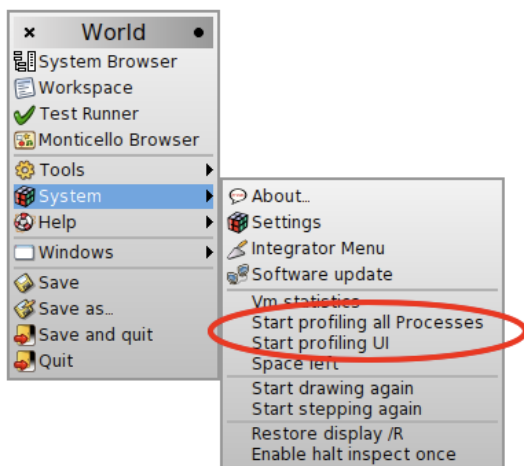 World
System Browser
Workspace
Test Runner
Monticello Browser
Tools
System
Help
Windows
Save
Save as…
Save and quit
Quit
About…
Settings
Integrator Menu
Software update
Vm statistics
Start profiling all Processes
Start profiling UI
Space left
Start drawing again
Start stepping again
Restore display /R
Enable halt inspect once